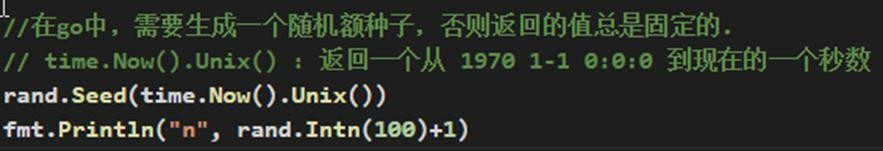 //在go中，需要生成一个随机额种子，否则返回的值总是固定的.
// time.Now().Unix() : 返回一个从 1970 1-1 0:0:0 到现在的一个秒数
rand.Seed(time.Now().Unix())
fmt.Println("n", rand.Intn(100)+1)